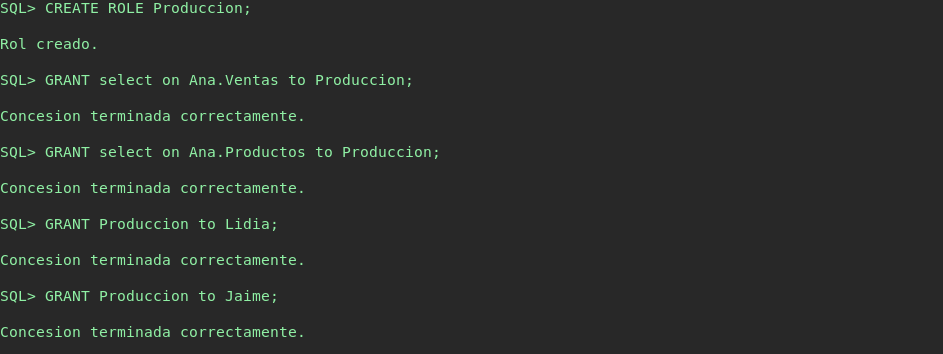 SQL> CREATE ROLE Produccion;
Rol creado.
SQL> GRANT select on Ana.Ventas to Produccion;
Concesion terminada correctamente.
SQL> GRANT select on Ana.Productos to Produccion;
Concesion terminada correctamente.
SQL> GRANT Produccion to Lidia;
Concesion terminada correctamente.
SQL> GRANT Produccion to Jaime;
Concesion terminada correctamente.